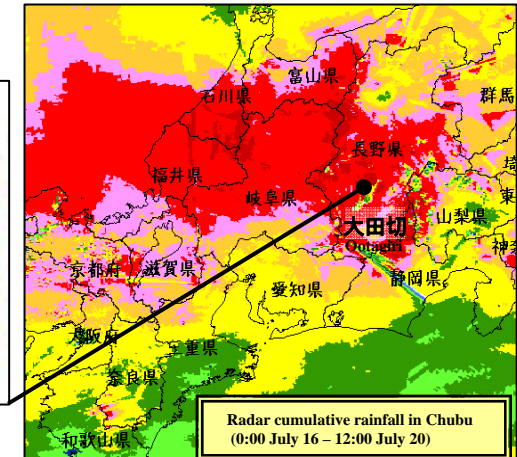 富山県
石川県
群馬
長野県
福井県
岐阜県
大田切
Ootagiri
山梨県
東
京都府
滋賀県
静岡県
愛知県
三重県
奈良県
和歌山県
Radar cumulative rainfall in Chubu
(0:00 July 16 – 12:00 July 20)